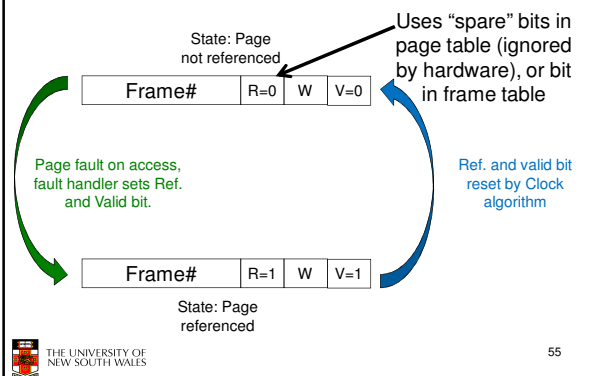 Uses “spare” bits in
page table (ignored
by hardware), or bit
in frame table
State: Page
not referenced
Frame# R=0 W V=0
Page fault on access,
fault handler sets Ref.
and Valid bit.
Ref. and valid bit
reset by Clock
algorithm
Frame# R=1 W V=1
State: Page
referenced
THE UNIVERSITY OF
NEW SOUTH WALES
55